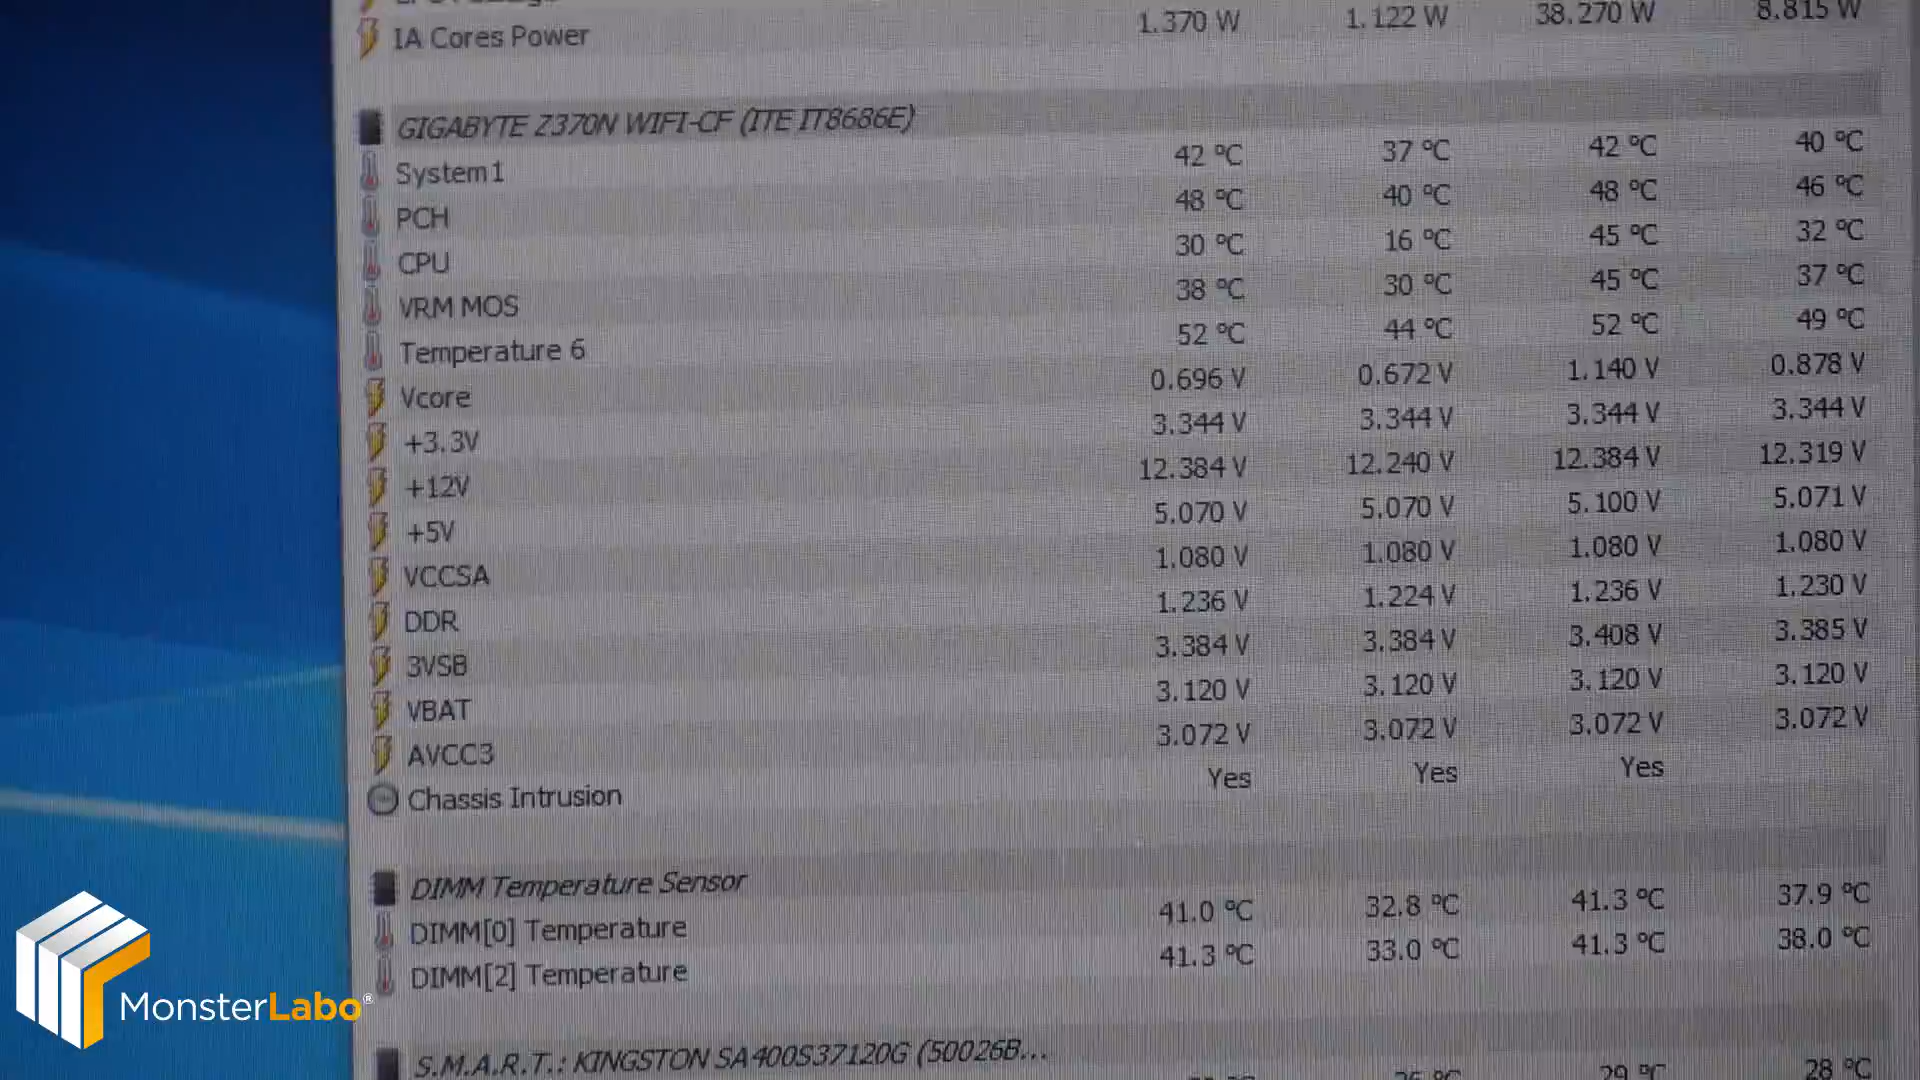 IA Cores Power 1.370 W 1.122 W 38.270 W 8.815 W
GIGABYTE Z370N WIFI-CF (ITE IT8686E)
System1 42 °C 37 °C 42 °C 40 °C
PCH 48 °C 40 °C 48 °C 46 °C
CPU 30 °C 16 °C 45 °C 32 °C
VRM MOS 38 °C 30 °C 45 °C 37 °C
Temperature 6 52 °C 44 °C 52 °C 49 °C
Vcore 0.696 V 0.672 V 1.140 V 0.878 V
+3.3V 3.344 V 3.344 V 3.344 V 3.344 V
+12V 12.384 V 12.240 V 12.384 V 12.319 V
+5V 5.070 V 5.070 V 5.100 V 5.071 V
VCCSA 1.080 V 1.080 V 1.080 V 1.080 V
DDR 1.236 V 1.224 V 1.236 V 1.230 V
3VSB 3.384 V 3.384 V 3.408 V 3.385 V
VBAT 3.120 V 3.120 V 3.120 V 3.120 V
AVCC3 3.072 V 3.072 V 3.072 V 3.072 V
Chassis Intrusion Yes Yes Yes
DIMM Temperature Sensor
DIMM[0] Temperature 41.0 °C 32.8 °C 41.3 °C 37.9 °C
DIMM[2] Temperature 41.3 °C 33.0 °C 41.3 °C 38.0 °C
S.M.A.R.T.: KINGSTON SA400S37120G (50026B...
29 °C 28 °C
MonsterLabo®